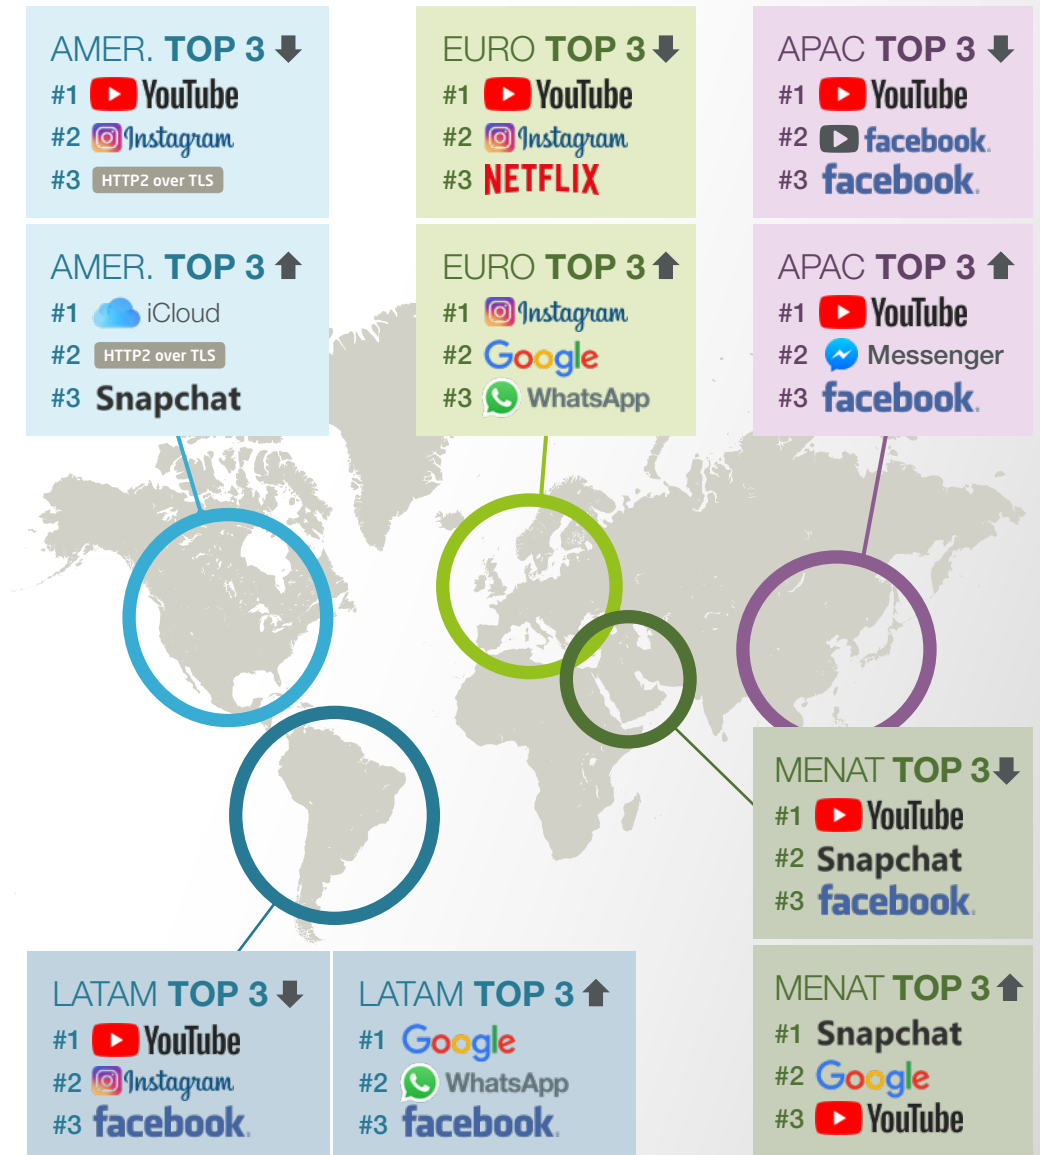 AMER. TOP 3
#1 YouTube
#2 Instagram
#3 HTTP2 over TLS
EURO TOP 3
#1 YouTube
#2 Instagram
#3 NETFLIX
APAC TOP 3
#1 YouTube
#2 facebook.
#3 facebook.
AMER. TOP 3
#1 iCloud
#2 HTTP2 over TLS
#3 Snapchat
EURO TOP 3
#1 Instagram
#2 Google
#3 WhatsApp
APAC TOP 3
#1 YouTube
#2 Messenger
#3 facebook.
MENAT TOP 3
#1 YouTube
#2 Snapchat
#3 facebook.
LATAM TOP 3
#1 YouTube
#2 Instagram
#3 facebook.
LATAM TOP 3
#1 Google
#2 WhatsApp
#3 facebook.
MENAT TOP 3
#1 Snapchat
#2 Google
#3 YouTube